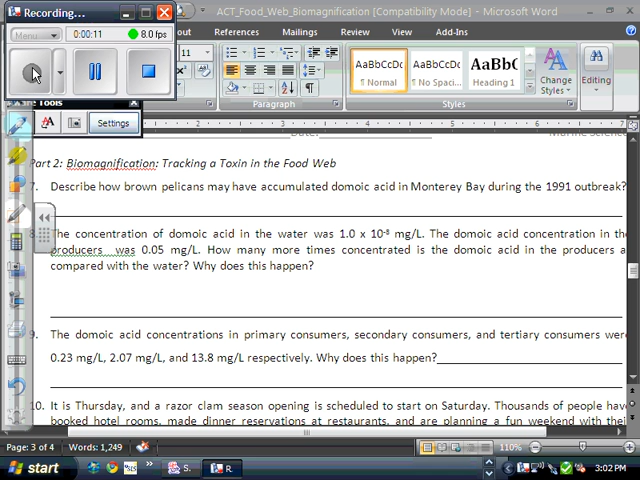 Recording...
ACT_Food_Web_Biomagnification [Compatibility Mode] - Microsoft Word
Menu
0:00:11
8.0 fps
out
References
Mailings
Review
View
Add-Ins
11
AaBbCcDc
AaBbCcDc
AaBbC
¶ Normal
¶ No Spaci...
Heading 1
Change
Styles
Editing
Paragraph
Styles
Tools
Settings
Part 2: Biomagnification: Tracking a Toxin in the Food Web
7. Describe how brown pelicans may have accumulated domoic acid in Monterey Bay during the 1991 outbreak?
8. The concentration of domoic acid in the water was 1.0 x 10⁻⁸ mg/L. The domoic acid concentration in the
producers was 0.05 mg/L. How many more times concentrated is the domoic acid in the producers a
compared with the water? Why does this happen?
9. The domoic acid concentrations in primary consumers, secondary consumers, and tertiary consumers were
0.23 mg/L, 2.07 mg/L, and 13.8 mg/L respectively. Why does this happen?
10. It is Thursday, and a razor clam season opening is scheduled to start on Saturday. Thousands of people have
booked hotel rooms, made dinner reservations at restaurants, and are planning a fun weekend with their
Page: 3 of 4
Words: 1,249
110%
start
S.
R.
3:02 PM